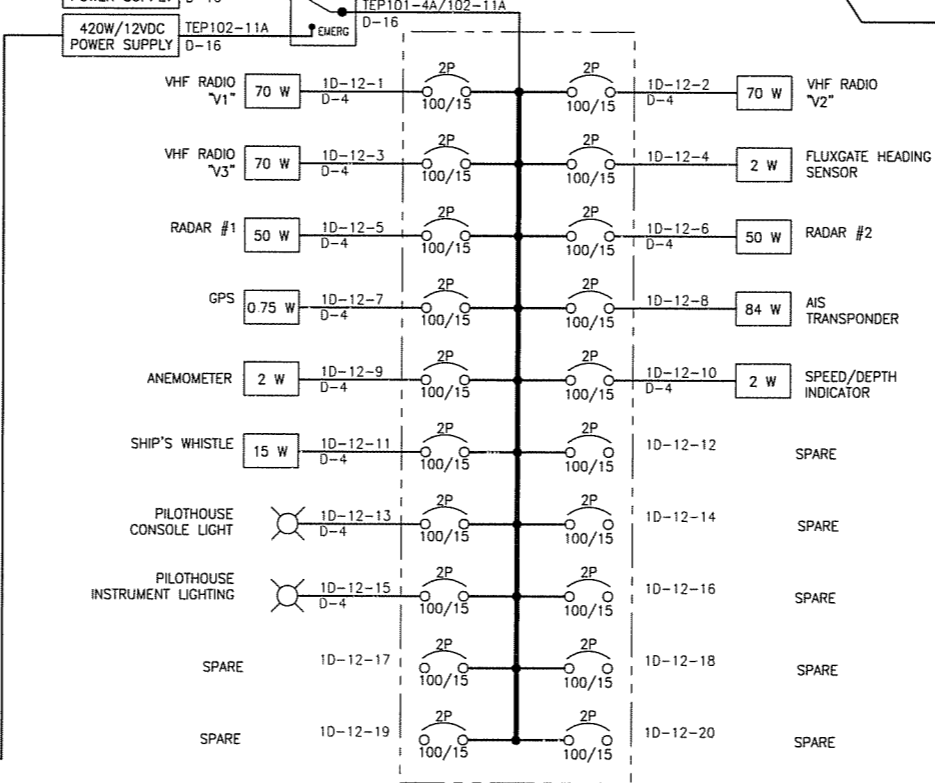 POWER SUPPLY D-16
TEP101-4A/102-11A
D-16
420W/12VDC
POWER SUPPLY
TEP102-11A
D-16
EMERG
VHF RADIO
"V1"
70 W
1D-12-1
D-4
2P
100/15
2P
100/15
1D-12-2
D-4
70 W
VHF RADIO
"V2"
VHF RADIO
"V3"
70 W
1D-12-3
D-4
2P
100/15
2P
100/15
1D-12-4
2 W
FLUXGATE HEADING
SENSOR
RADAR #1
50 W
1D-12-5
D-4
2P
100/15
2P
100/15
1D-12-6
D-4
50 W
RADAR #2
GPS
0.75 W
1D-12-7
D-4
2P
100/15
2P
100/15
1D-12-8
84 W
AIS
TRANSPONDER
ANEMOMETER
2 W
1D-12-9
D-4
2P
100/15
2P
100/15
1D-12-10
D-4
2 W
SPEED/DEPTH
INDICATOR
SHIP'S WHISTLE
15 W
1D-12-11
D-4
2P
100/15
2P
100/15
1D-12-12
SPARE
PILOTHOUSE
CONSOLE LIGHT
1D-12-13
D-4
2P
100/15
2P
100/15
1D-12-14
SPARE
PILOTHOUSE
INSTRUMENT LIGHTING
1D-12-15
D-4
2P
100/15
2P
100/15
1D-12-16
SPARE
SPARE
1D-12-17
2P
100/15
2P
100/15
1D-12-18
SPARE
SPARE
1D-12-19
2P
100/15
2P
100/15
1D-12-20
SPARE